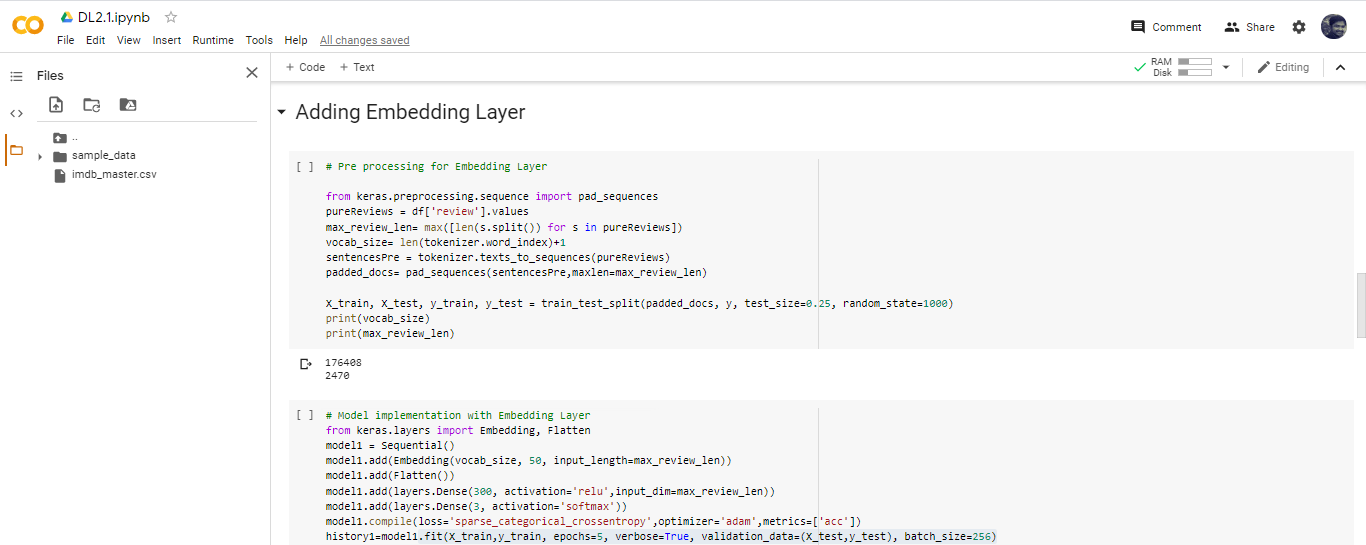 DL2.1.ipynb
File Edit View Insert Runtime Tools Help All changes saved
Comment Share
Files
+ Code + Text
RAM
Disk
Editing
..
sample_data
imdb_master.csv
Adding Embedding Layer
[ ] # Pre processing for Embedding Layer
from keras.preprocessing.sequence import pad_sequences
pureReviews = df['review'].values
max_review_len= max([len(s.split()) for s in pureReviews])
vocab_size= len(tokenizer.word_index)+1
sentencesPre = tokenizer.texts_to_sequences(pureReviews)
padded_docs= pad_sequences(sentencesPre,maxlen=max_review_len)
X_train, X_test, y_train, y_test = train_test_split(padded_docs, y, test_size=0.25, random_state=1000)
print(vocab_size)
print(max_review_len)
176408
2470
[ ] # Model implementation with Embedding Layer
from keras.layers import Embedding, Flatten
model1 = Sequential()
model1.add(Embedding(vocab_size, 50, input_length=max_review_len))
model1.add(Flatten())
model1.add(layers.Dense(300, activation='relu',input_dim=max_review_len))
model1.add(layers.Dense(3, activation='softmax'))
model1.compile(loss='sparse_categorical_crossentropy',optimizer='adam',metrics=['acc'])
history1=model1.fit(X_train,y_train, epochs=5, verbose=True, validation_data=(X_test,y_test), batch_size=256)